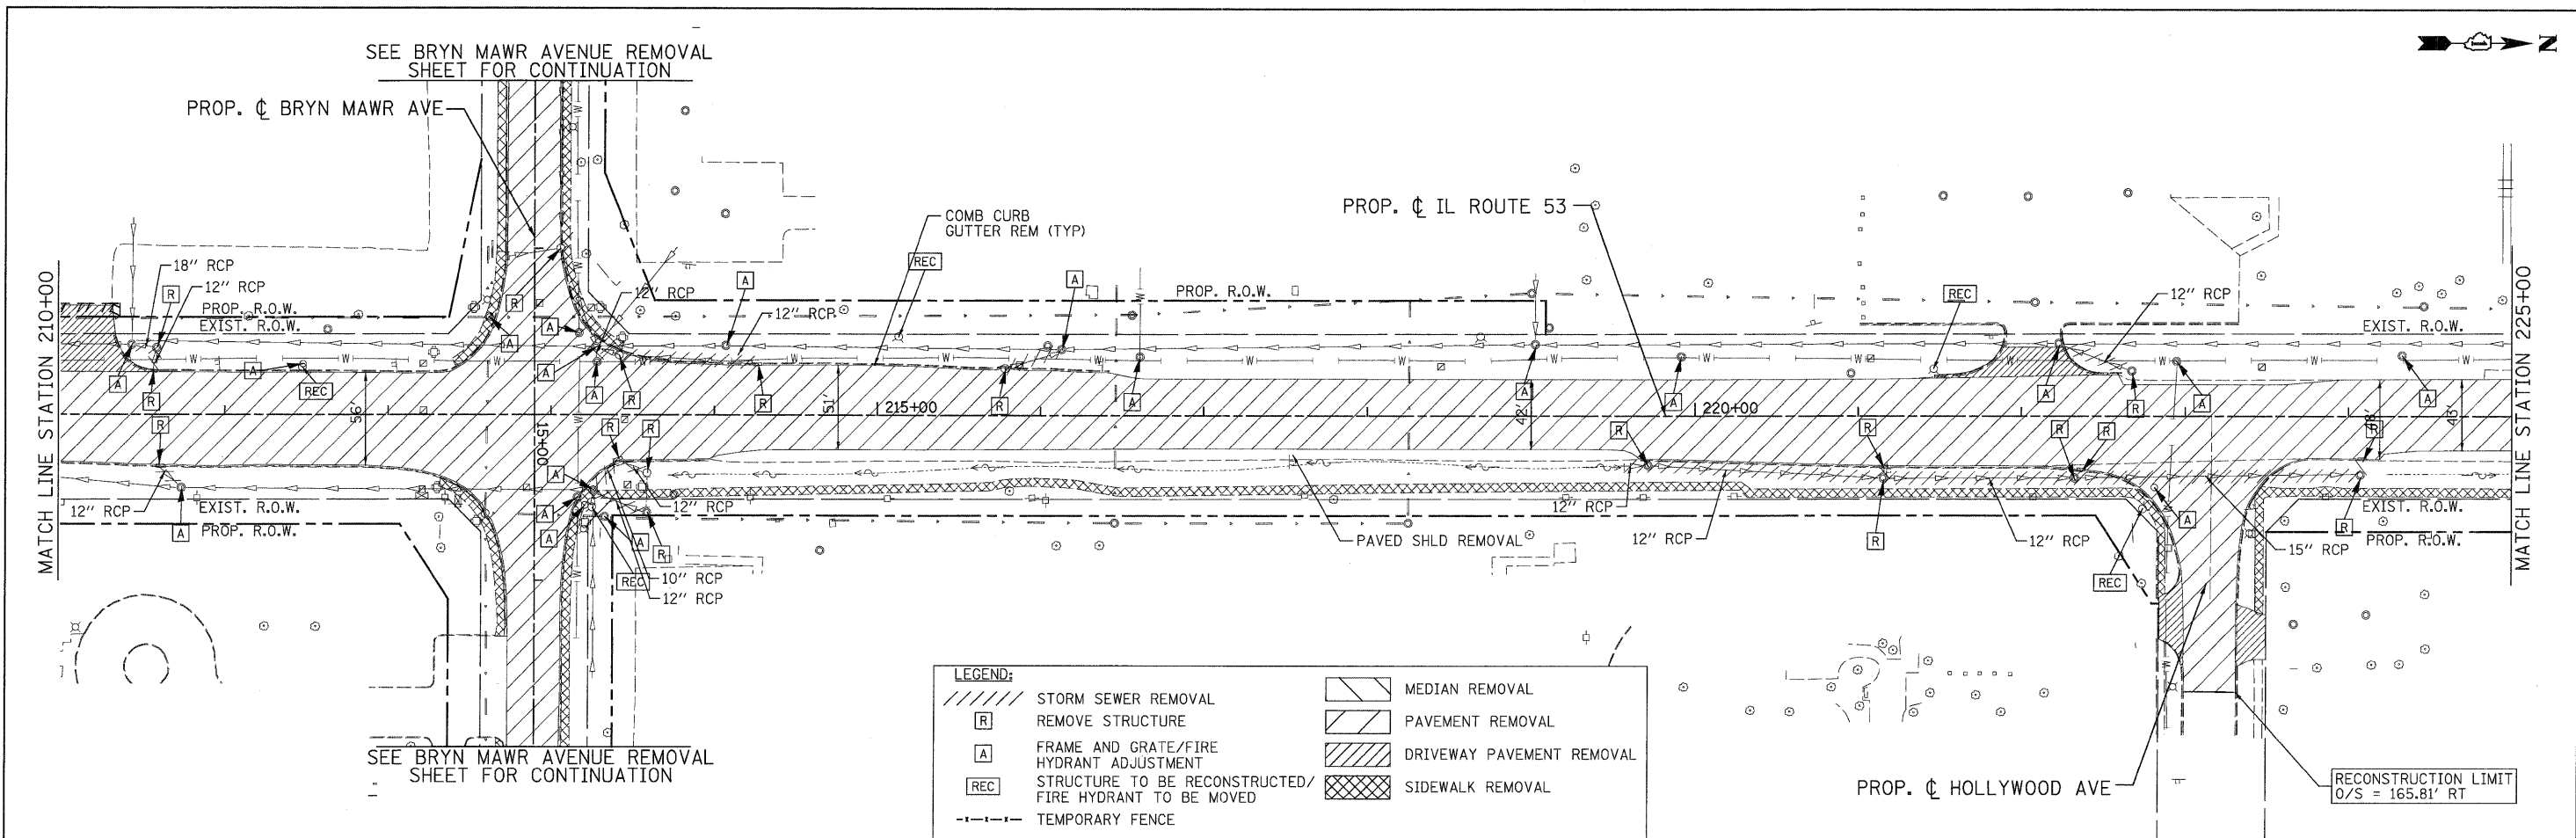 SEE BRYN MAWR AVENUE REMOVAL
SHEET FOR CONTINUATION
N
PROP. ℄ BRYN MAWR AVE
PROP. ℄ IL ROUTE 53
COMB CURB
GUTTER REM (TYP)
REC
18" RCP
12" RCP
R
PROP. R.O.W.
EXIST. R.O.W.
MATCH LINE STATION 210+00
A
A
REC
R
R
56'
12" RCP
A
EXIST. R.O.W.
PROP. R.O.W.
R
12" RCP
A
A
A
A
R
A
12" RCP
R
51'
215+00
A
R
A
PROP. R.O.W.
A
42'
A
220+00
REC
12" RCP
EXIST. R.O.W.
A
R
A
A
48'
43'
R
MATCH LINE STATION 225+00
15+00
R
R
A
A
A
12" RCP
A
R
REC
10" RCP
12" RCP
PAVED SHLD REMOVAL
R
12" RCP
12" RCP
R
R
R
R
12" RCP
REC
A
15" RCP
R
EXIST. R.O.W.
PROP. R.O.W.
SEE BRYN MAWR AVENUE REMOVAL
SHEET FOR CONTINUATION
LEGEND:
STORM SEWER REMOVAL
R REMOVE STRUCTURE
A FRAME AND GRATE/FIRE
HYDRANT ADJUSTMENT
REC STRUCTURE TO BE RECONSTRUCTED/
FIRE HYDRANT TO BE MOVED
TEMPORARY FENCE
MEDIAN REMOVAL
PAVEMENT REMOVAL
DRIVEWAY PAVEMENT REMOVAL
SIDEWALK REMOVAL
PROP. ℄ HOLLYWOOD AVE
RECONSTRUCTION LIMIT
O/S = 165.81' RT